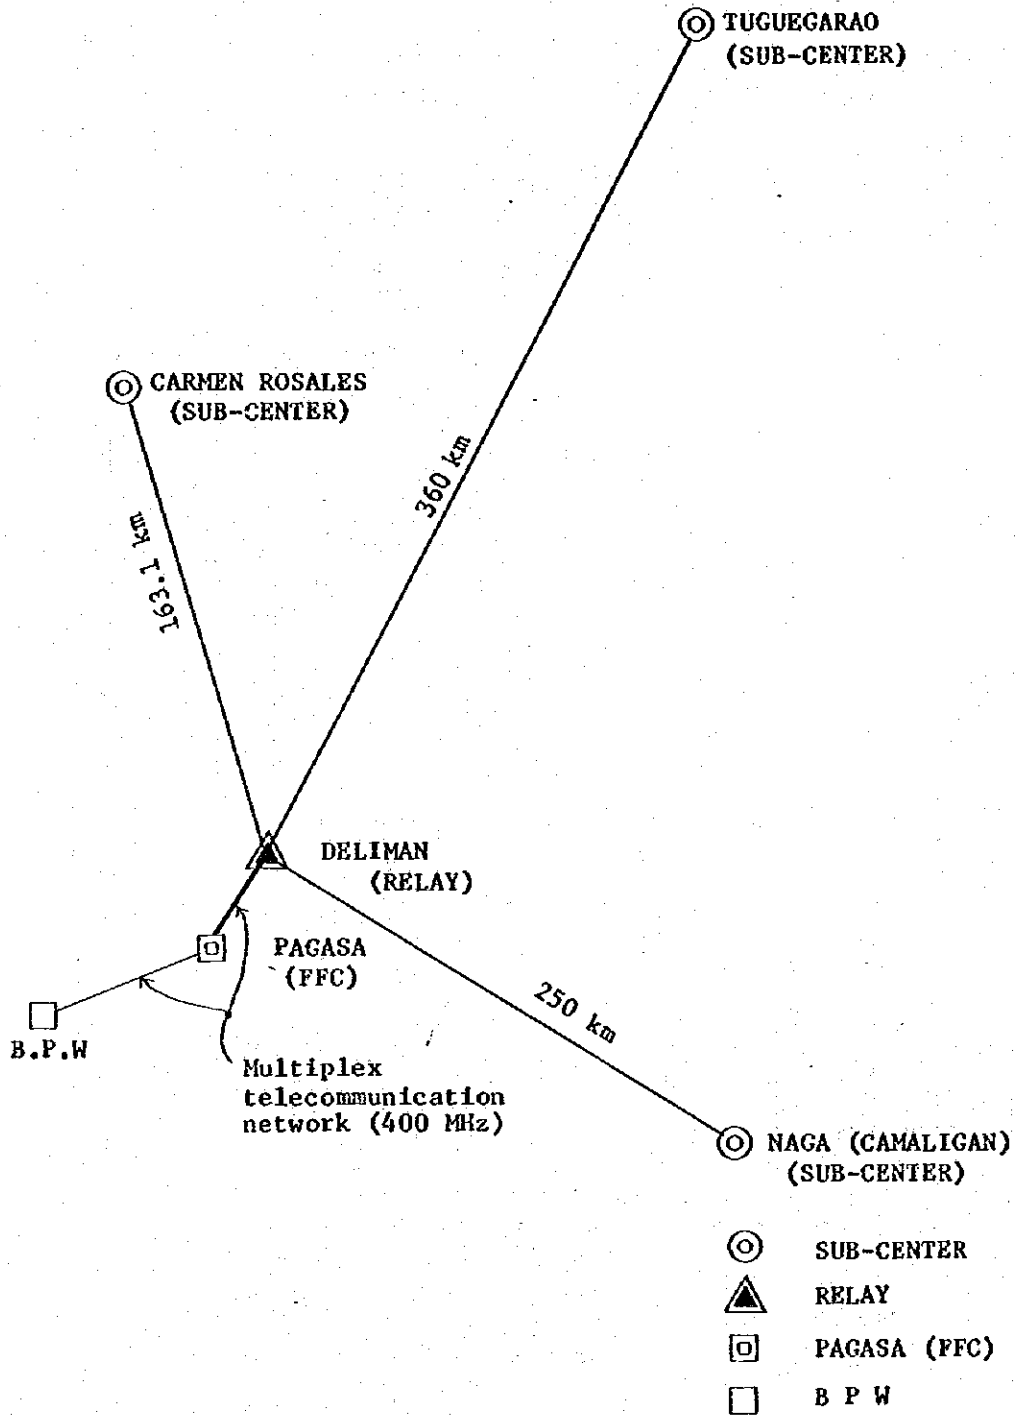 TUGUEGARAO
(SUB-CENTER)
CARMEN ROSALES
(SUB-CENTER)
360 km
163.1 km
DELIMAN
(RELAY)
PAGASA
(FFC)
250 km
B.P.W
Multiplex
telecommunication
network (400 MHz)
NAGA (CAMALIGAN)
(SUB-CENTER)
SUB-CENTER
RELAY
PAGASA (FFC)
B P W